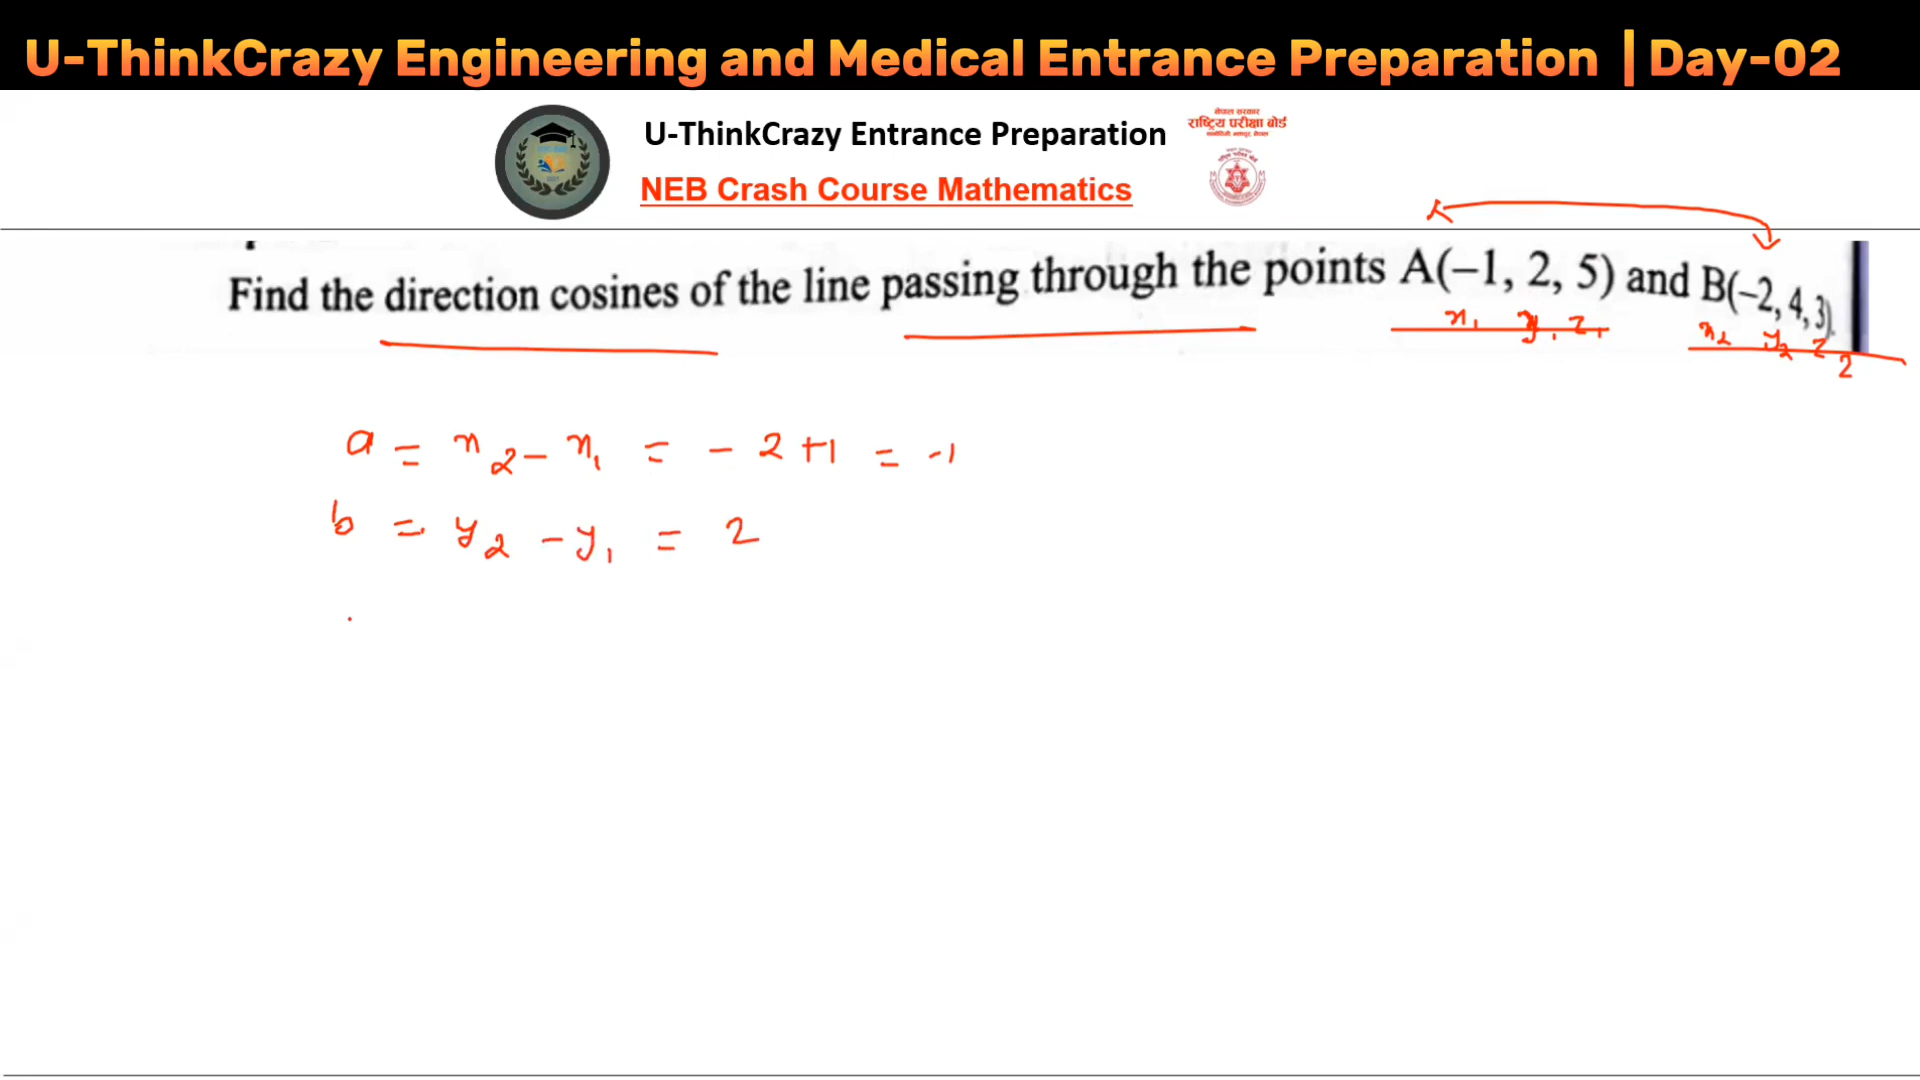 U-ThinkCrazy Engineering and Medical Entrance Preparation | Day-02
U-ThinkCrazy Entrance Preparation
NEB Crash Course Mathematics
नेपाल सरकार
राष्ट्रिय परीक्षा बोर्ड
Find the direction cosines of the line passing through the points A(−1, 2, 5) and B(−2, 4, 3)
x₁ y₁ z₁ x₂ y₂ z₂
a = x₂ − x₁ = − 2 + 1 = -1
b = y₂ − y₁ = 2